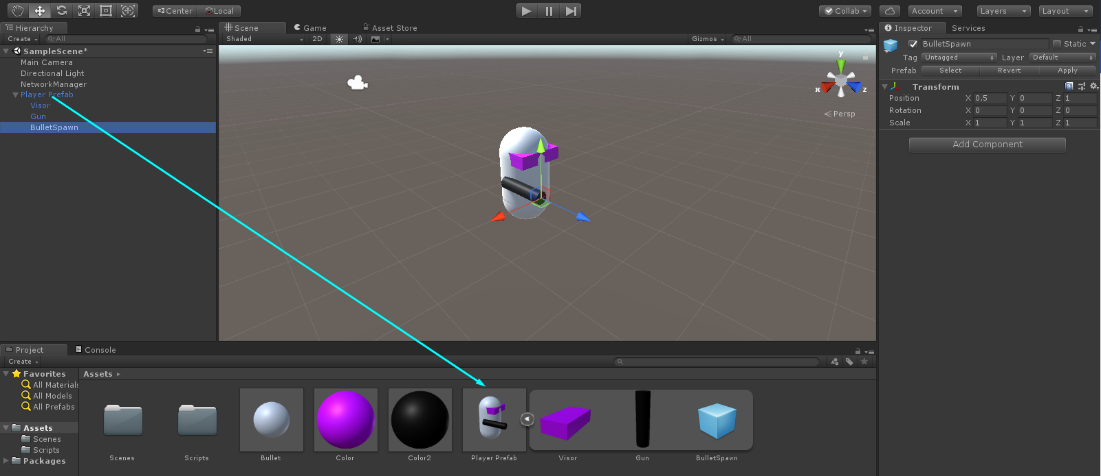 Center Local Collab Account Layers Layout
Hierarchy Scene Game Asset Store Inspector Services
Create All Shaded 2D Gizmos All BulletSpawn Static
SampleScene*
Main Camera
Directional Light
NetworkManager
Player Prefab
Visor
Gun
BulletSpawn
y
x
z
Persp
Tag Untagged Layer Default
Prefab Select Revert Apply
Transform
Position X 0.5 Y 0 Z 1
Rotation X 0 Y 0 Z 0
Scale X 1 Y 1 Z 1
Add Component
Project Console
Create
Favorites
All Materials
All Models
All Prefabs
Assets
Scenes
Scripts
Packages
Assets
Scenes Scripts Bullet Color Color2 Player Prefab Visor Gun BulletSpawn